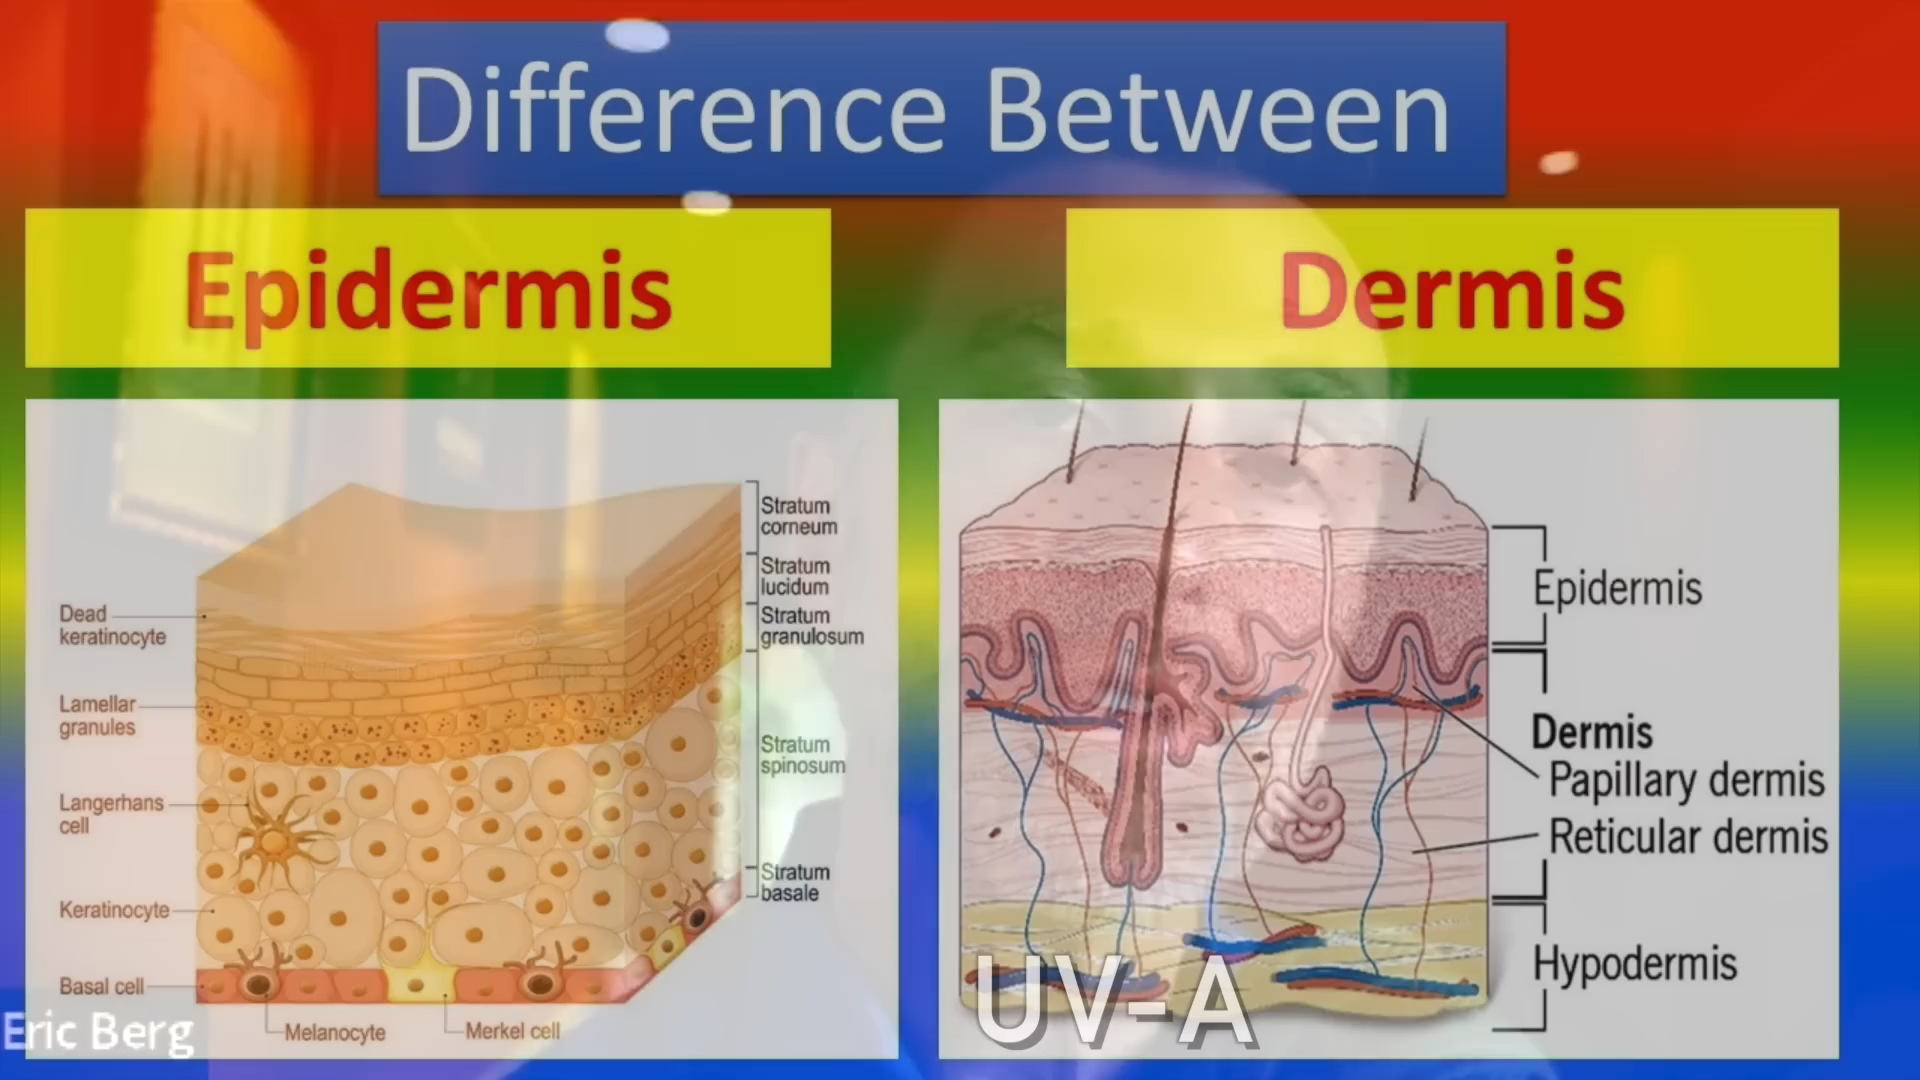 Difference Between
Epidermis
Dermis
Stratum
corneum
Stratum
lucidum
Stratum
granulosum
Stratum
spinosum
Stratum
basale
Dead
keratinocyte
Lamellar
granules
Langerhans
cell
Keratinocyte
Basal cell
Melanocyte
Merkel cell
Epidermis
Dermis
Papillary dermis
Reticular dermis
Hypodermis
UV-A
Eric Berg